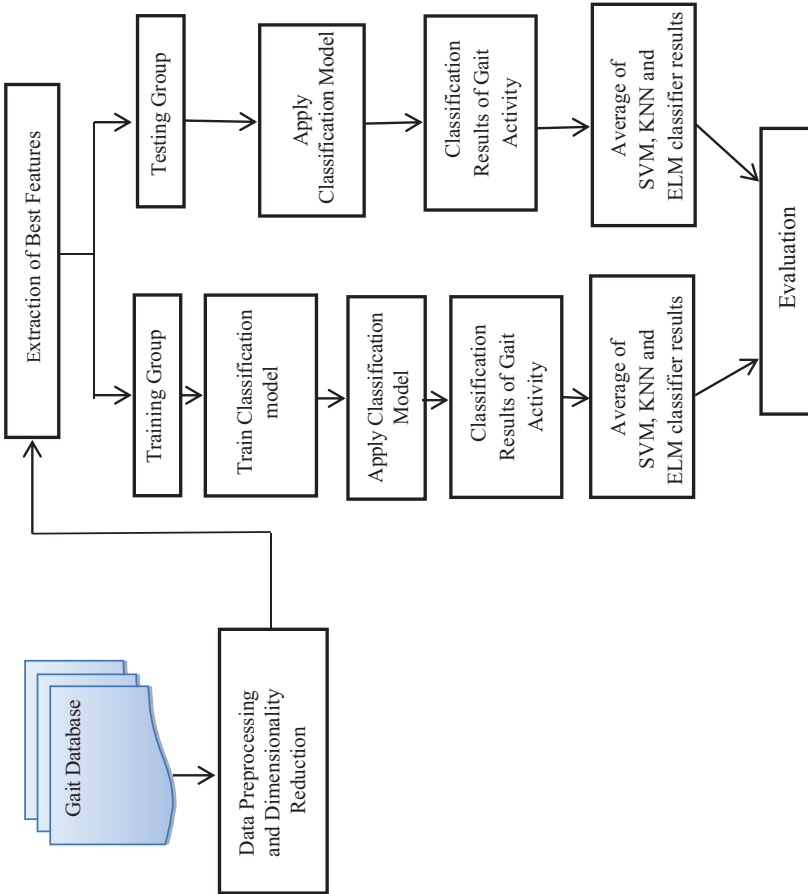 Gait Database
Data Preprocessing
and Dimensionality
Reduction
Extraction of Best Features
Training Group
Train Classification
model
Apply Classification
Model
Classification
Results of Gait
Activity
Average of
SVM, KNN and
ELM classifier results
Testing Group
Apply
Classification Model
Classification
Results of Gait
Activity
Average of
SVM, KNN and
ELM classifier results
Evaluation